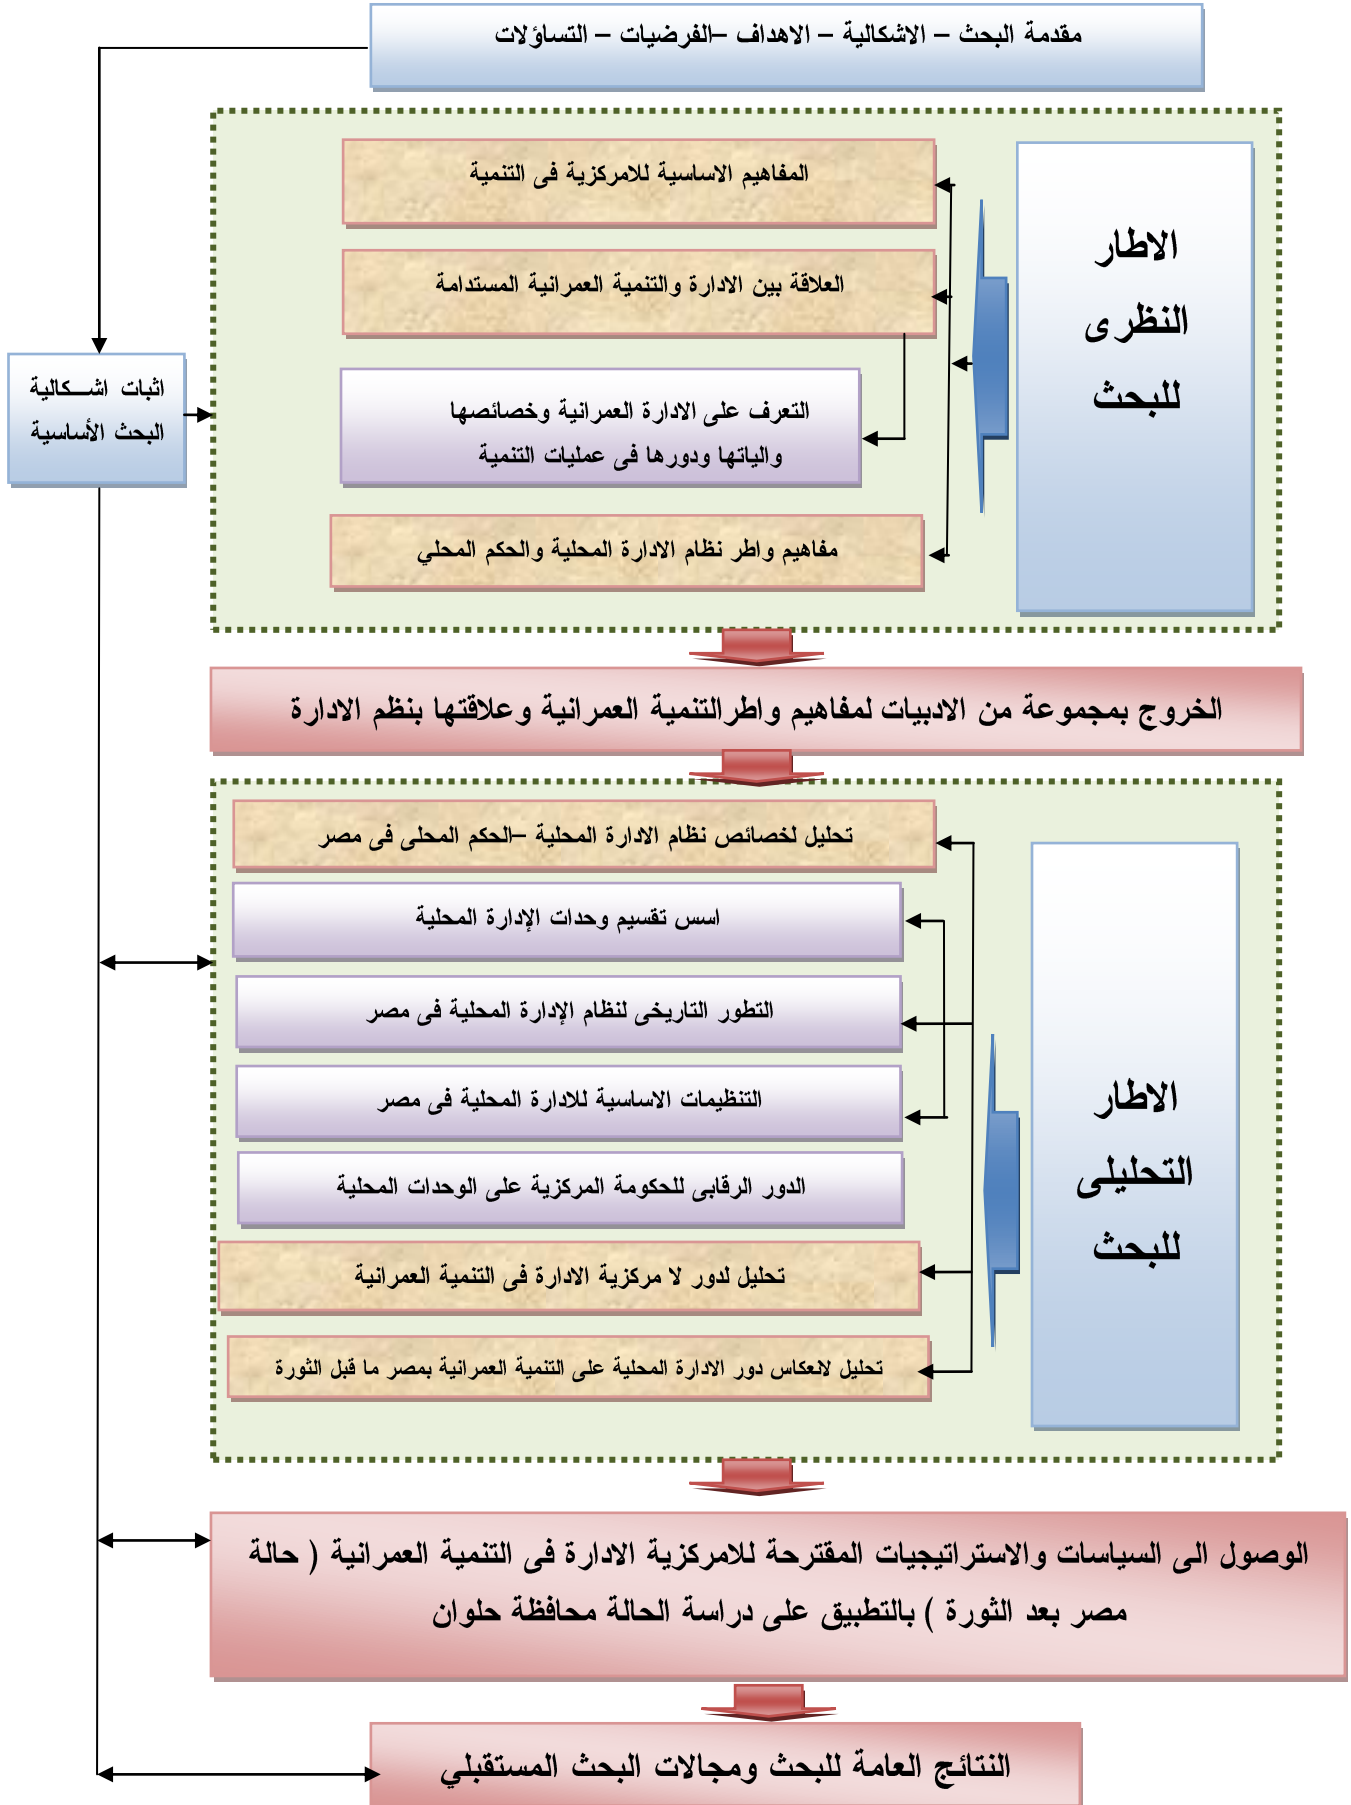 مقدمة البحث – الاشكالية – الاهداف –الفرضيات – التساؤلات
الاطار
النظرى
للبحث
المفاهيم الاساسية للامركزية فى التنمية
العلاقة بين الادارة والتنمية العمرانية المستدامة
التعرف على الادارة العمرانية وخصائصها
والياتها ودورها فى عمليات التنمية
مفاهيم واطر نظام الادارة المحلية والحكم المحلي
اثبات اشـــكالية
البحث الأساسية
الخروج بمجموعة من الادبيات لمفاهيم واطرالتنمية العمرانية وعلاقتها بنظم الادارة
الاطار
التحليلى
للبحث
تحليل لخصائص نظام الادارة المحلية –الحكم المحلى فى مصر
اسس تقسيم وحدات الإدارة المحلية
التطور التاريخى لنظام الإدارة المحلية فى مصر
التنظيمات الاساسية للادارة المحلية فى مصر
الدور الرقابى للحكومة المركزية على الوحدات المحلية
تحليل لدور لا مركزية الادارة فى التنمية العمرانية
تحليل لانعكاس دور الادارة المحلية على التنمية العمرانية بمصر ما قبل الثورة
الوصول الى السياسات والاستراتيجيات المقترحة للامركزية الادارة فى التنمية العمرانية ( حالة
مصر بعد الثورة ) بالتطبيق على دراسة الحالة محافظة حلوان
النتائج العامة للبحث ومجالات البحث المستقبلي